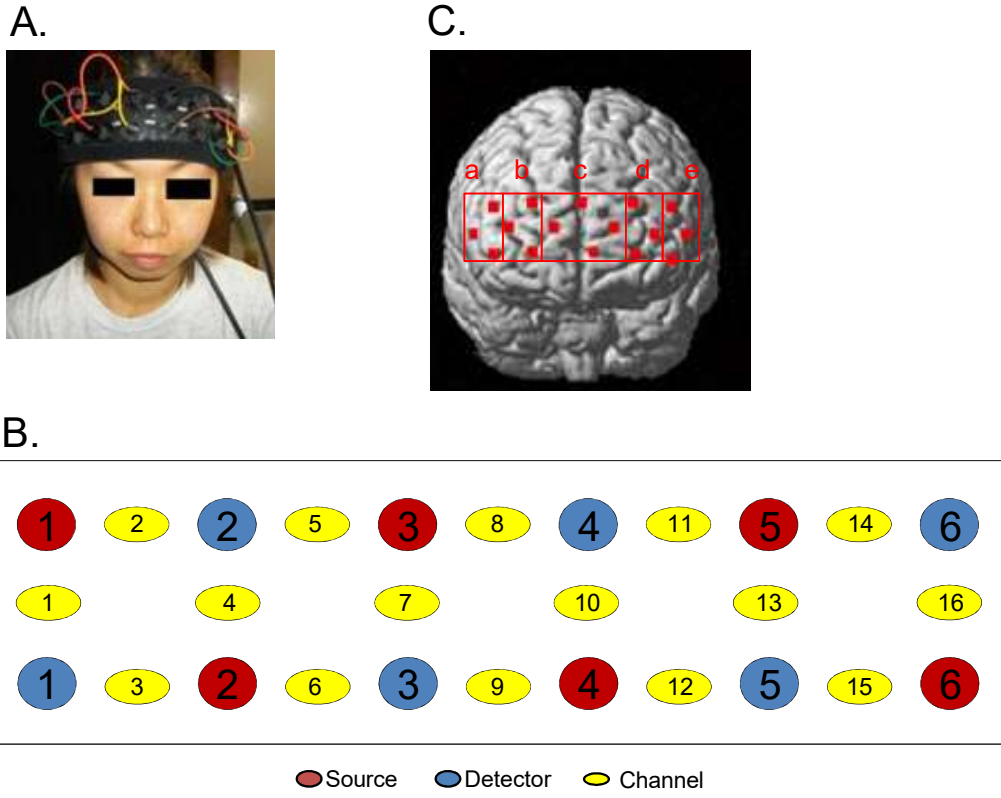 A.
C.
a b c d e
B.
1 2 2 5 3 8 4 11 5 14 6
1 4 7 10 13 16
1 3 2 6 3 9 4 12 5 15 6
Source Detector Channel